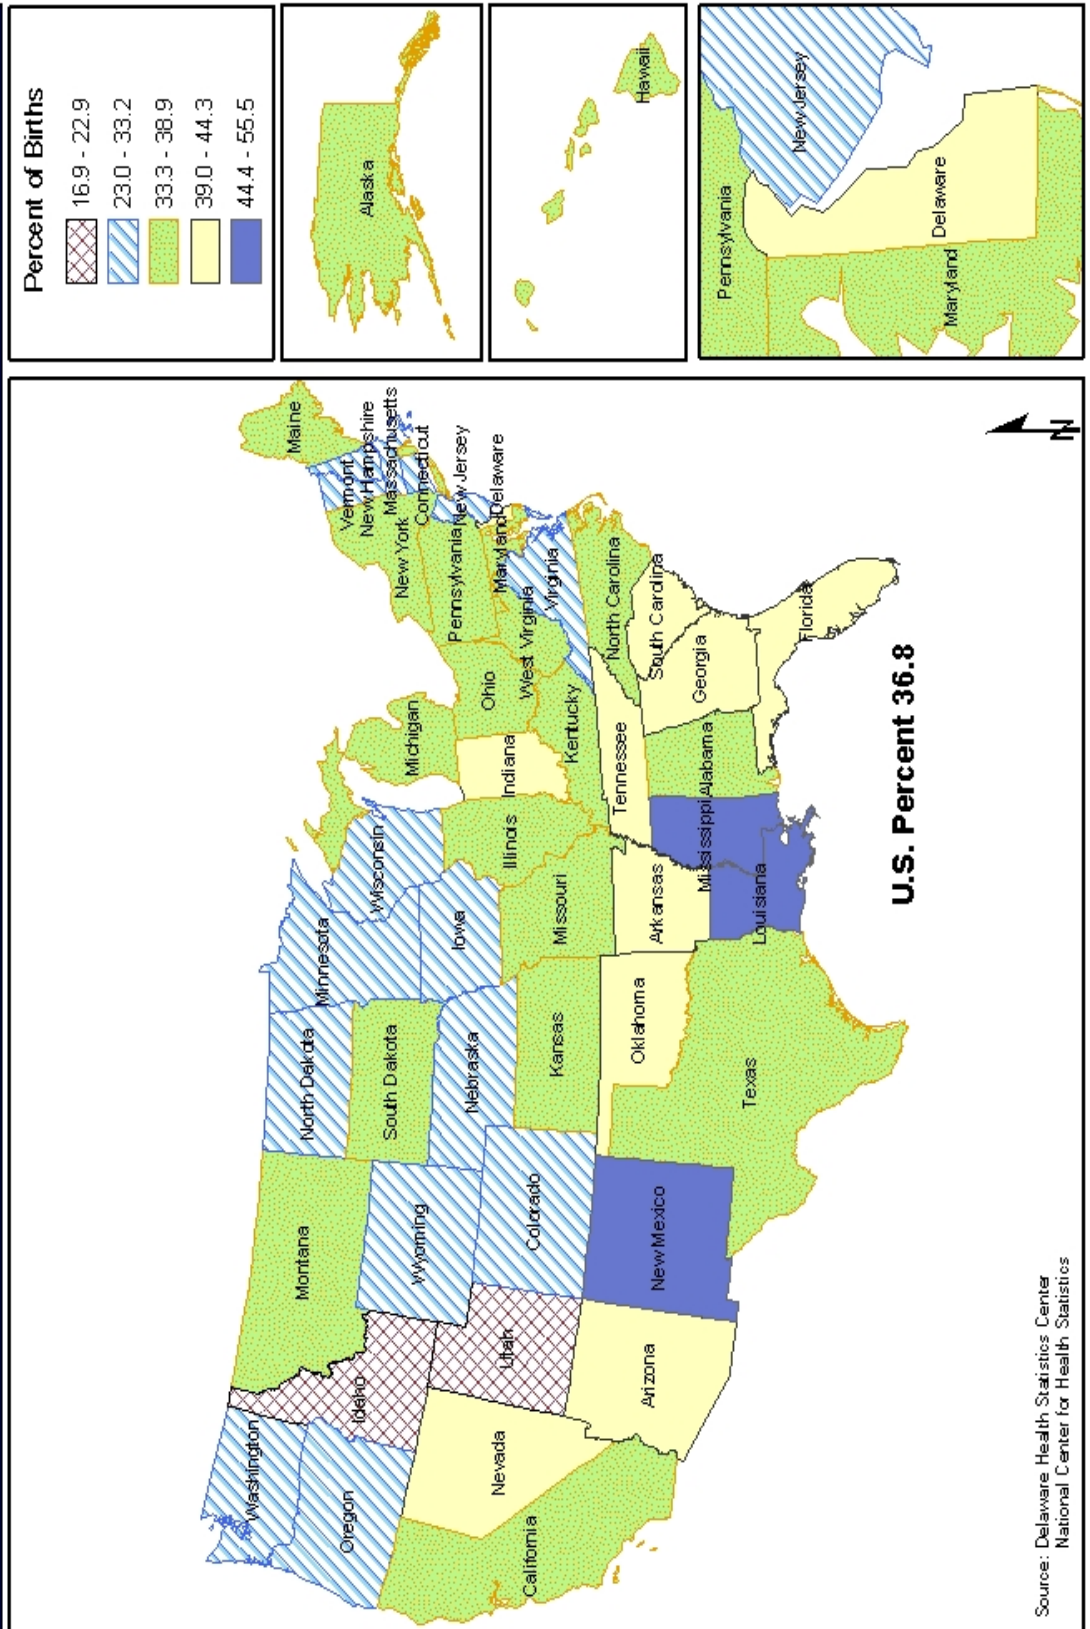 Percent of Births
16.9 - 22.9
23.0 - 33.2
33.3 - 38.9
39.0 - 44.3
44.4 - 55.5
Alaska
Hawaii
Pennsylvania
New Jersey
Maryland
Delaware
Washington
Oregon
California
Idaho
Nevada
Utah
Arizona
Montana
Wyoming
Colorado
New Mexico
North Dakota
South Dakota
Nebraska
Kansas
Oklahoma
Texas
Minnesota
Iowa
Missouri
Arkansas
Louisiana
Wisconsin
Illinois
Mississippi
Michigan
Indiana
Ohio
Kentucky
Tennessee
Alabama
Georgia
Florida
South Carolina
North Carolina
Virginia
West Virginia
Maryland
Delaware
Pennsylvania
New Jersey
New York
Connecticut
Massachusetts
New Hampshire
Vermont
Maine
N
U.S. Percent 36.8
Source: Delaware Health Statistics Center
National Center for Health Statistics